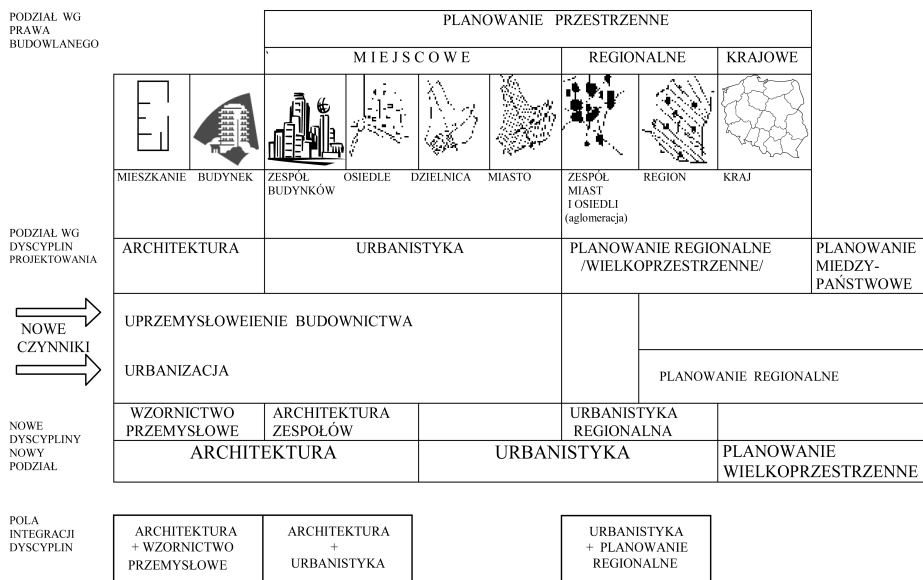 PODZIAŁ WG
PRAWA
BUDOWLANEGO
PLANOWANIE PRZESTRZENNE
` M I E J S C O W E
REGIONALNE
KRAJOWE
MIESZKANIE
BUDYNEK
ZESPÓŁ
BUDYNKÓW
OSIEDLE
DZIELNICA
MIASTO
ZESPÓŁ
MIAST
I OSIEDLI
(aglomeracja)
REGION
KRAJ
PODZIAŁ WG
DYSCYPLIN
PROJEKTOWANIA
ARCHITEKTURA
URBANISTYKA
PLANOWANIE REGIONALNE
/WIELKOPRZESTRZENNE/
PLANOWANIE
MIEDZY-
PAŃSTWOWE
NOWE
CZYNNIKI
UPRZEMYSŁOWEIENIE BUDOWNICTWA
URBANIZACJA
PLANOWANIE REGIONALNE
NOWE
DYSCYPLINY
NOWY
PODZIAŁ
WZORNICTWO
PRZEMYSŁOWE
ARCHITEKTURA
ZESPOŁÓW
URBANISTYKA
REGIONALNA
ARCHITEKTURA
URBANISTYKA
PLANOWANIE
WIELKOPRZESTRZENNE
POLA
INTEGRACJI
DYSCYPLIN
ARCHITEKTURA
+ WZORNICTWO
PRZEMYSŁOWE
ARCHITEKTURA
+
URBANISTYKA
URBANISTYKA
+ PLANOWANIE
REGIONALNE